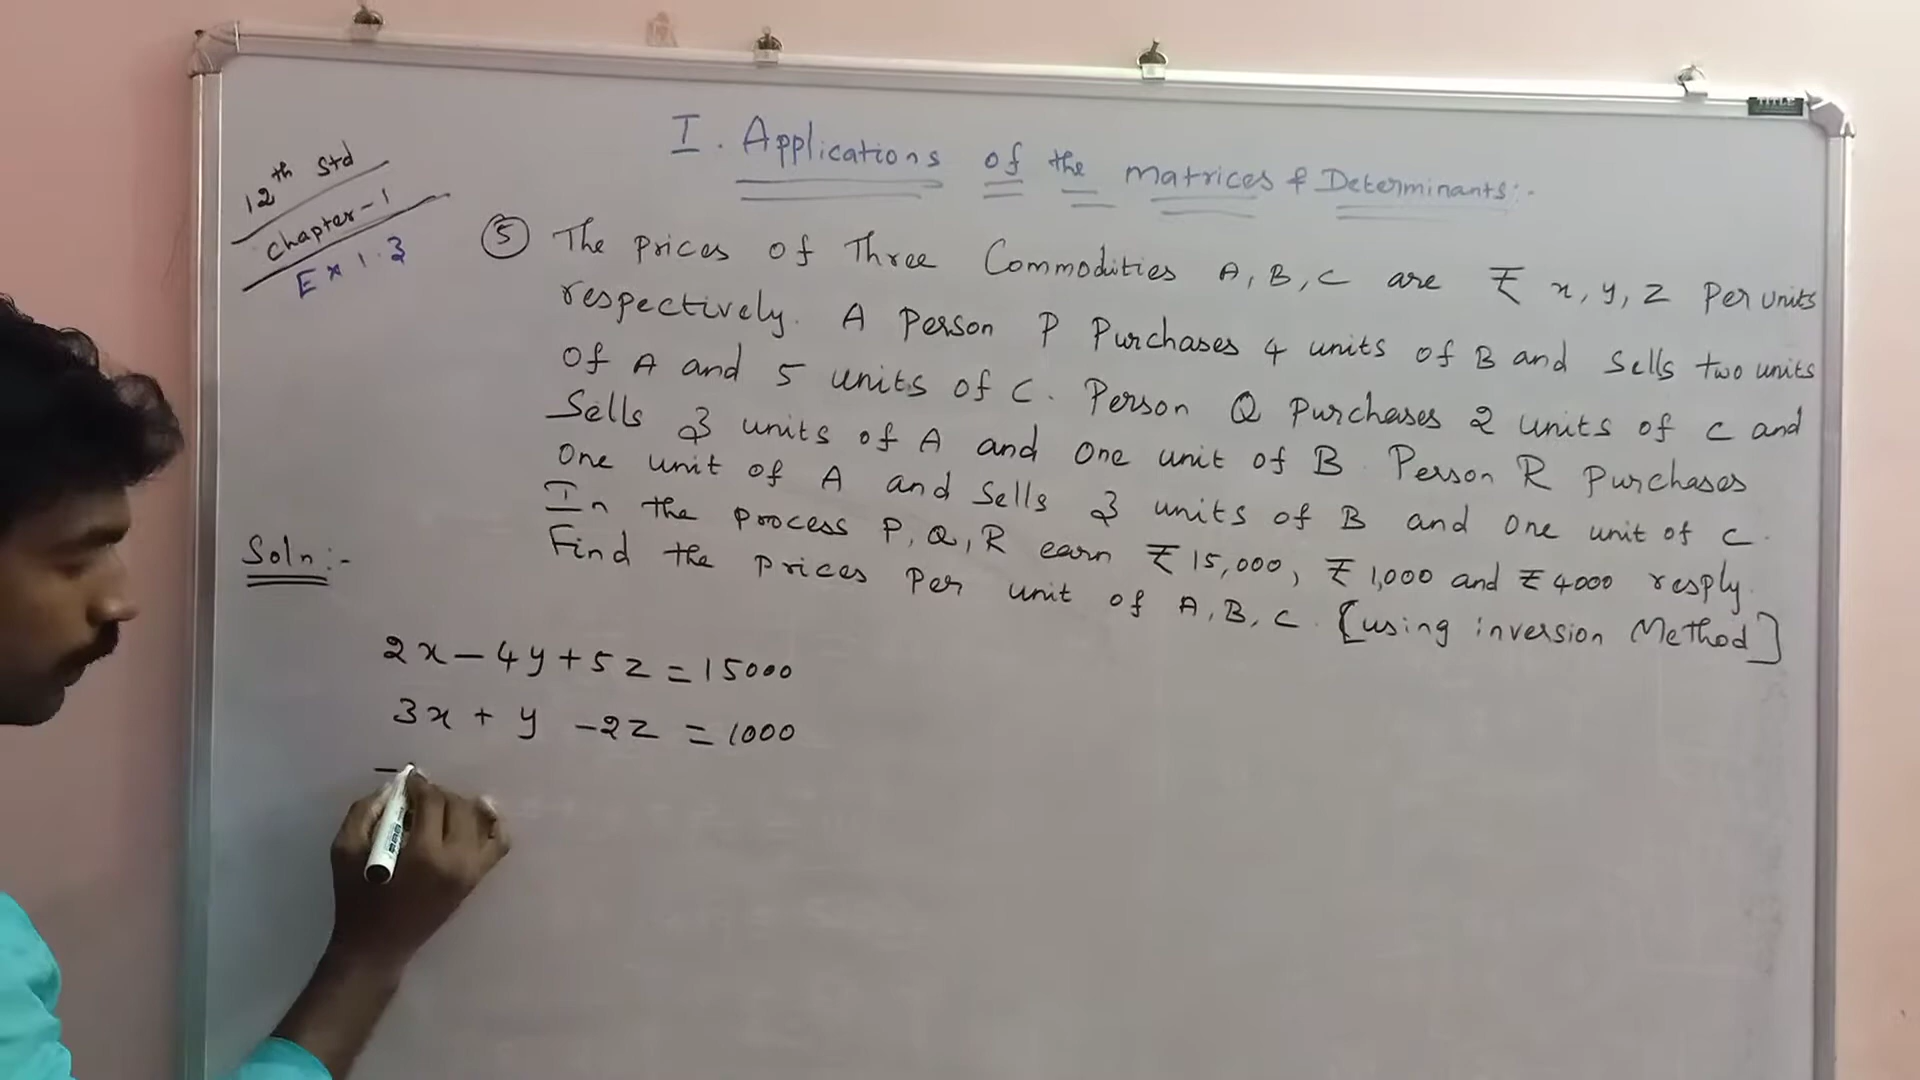 I. Applications of the Matrices & Determinants:-
12th Std
Chapter-1
Ex 1.3
⑤ The Prices of Three Commodities A, B, C are ₹ x, y, z Per units
respectively. A Person P Purchases 4 units of B and Sells two units
of A and 5 units of C. Person Q Purchases 2 units of C and
Sells 3 units of A and One unit of B. Person R Purchases
One unit of A and Sells 3 units of B and one unit of C.
In the process P, Q, R earn ₹ 15,000, ₹ 1,000 and ₹ 4000 resply.
Find the Prices Per unit of A, B, C. [using inversion Method]
Soln:-
2x - 4y + 5z = 15000
3x + y - 2z = 1000
-
TITLE